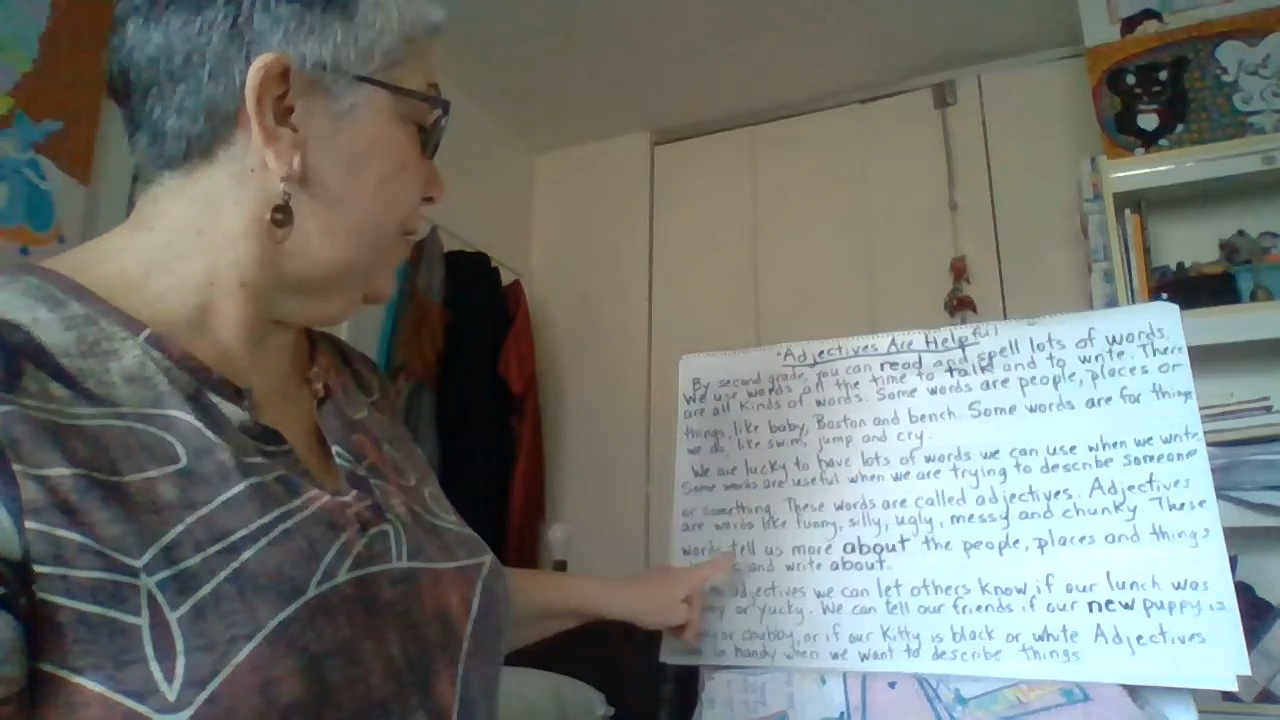 "Adjectives Are Helpful
By second grade, you can read and spell lots of words.
We use words all the time to talk and to write. There
are all kinds of words. Some words are people, places or
things, like baby, Boston and bench. Some words are for things
we do, like swim, jump and cry.
We are lucky to have lots of words we can use when we write.
Some words are useful when we are trying to describe someone
or something. These words are called adjectives. Adjectives
are words like funny, silly, ugly, messy and chunky. These
words tell us more about the people, places and things
and write about.
adjectives we can let others know if our lunch was
or yucky. We can tell our friends if our new puppy is
or chubby, or if our Kitty is black or white. Adjectives
handy when we want to describe things